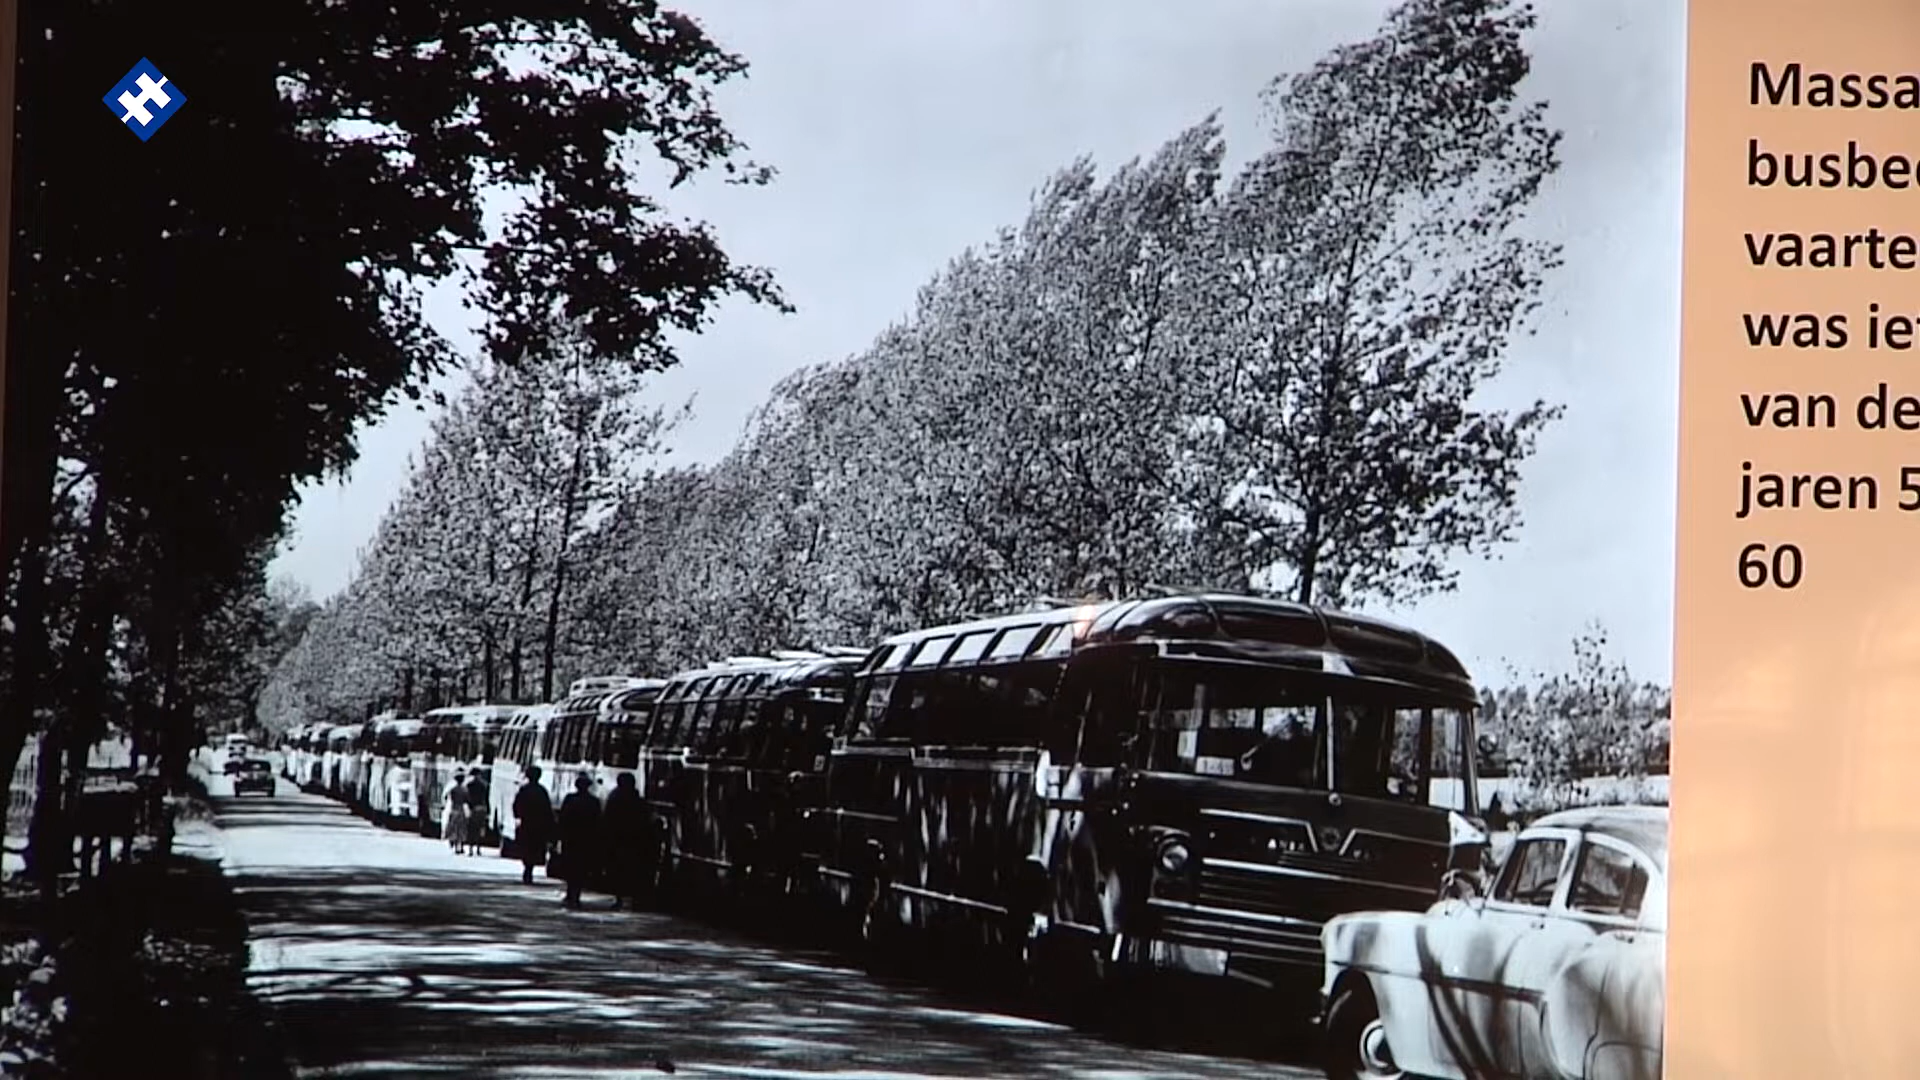 Massa
busbe
vaarte
was ie
van de
jaren 5
60